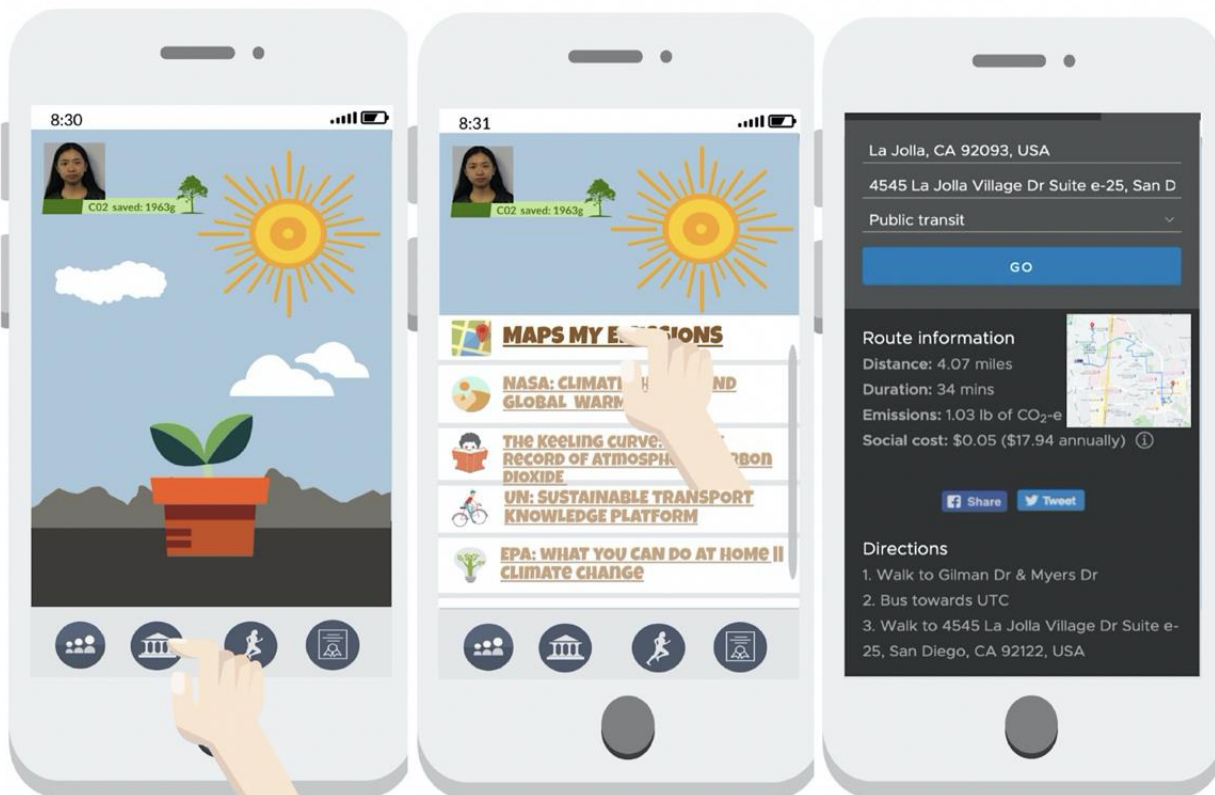 8:30
C02 saved: 1963g
8:31
C02 saved: 1963g
MAPS MY
NASA: CLIMAT ND
GLOBAL WARM
THE KEELING CURVE:
RECORD OF ATMOSPH RBON
DIOXIDE
UN: SUSTAINABLE TRANSPORT
KNOWLEDGE PLATFORM
EPA: WHAT YOU CAN DO AT HOME ll
CLIMATE CHANGE
La Jolla, CA 92093, USA
4545 La Jolla Village Dr Suite e-25, San D
Public transit
GO
Route information
Distance: 4.07 miles
Duration: 34 mins
Emissions: 1.03 lb of CO₂-e
Social cost: $0.05 ($17.94 annually)
Share
Tweet
Directions
1. Walk to Gilman Dr & Myers Dr
2. Bus towards UTC
3. Walk to 4545 La Jolla Village Dr Suite e-
25, San Diego, CA 92122, USA